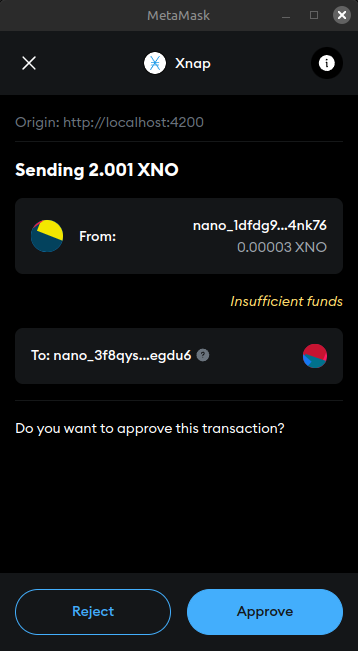 MetaMask
Xnap
Origin: http://localhost:4200
Sending 2.001 XNO
From:
nano_1dfdg9...4nk76
0.00003 XNO
Insufficient funds
To: nano_3f8qys...egdu6
Do you want to approve this transaction?
Reject
Approve